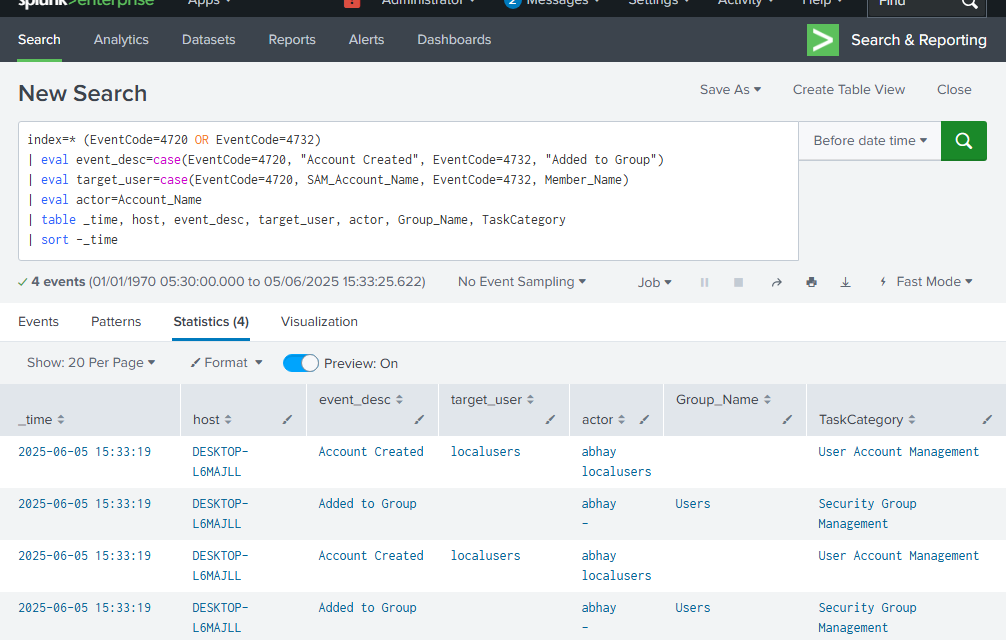 splunk>enterprise Apps Administrator 2 Messages Settings Activity Help Find
Search Analytics Datasets Reports Alerts Dashboards Search & Reporting
New Search
Save As Create Table View Close
index=* (EventCode=4720 OR EventCode=4732)
| eval event_desc=case(EventCode=4720, "Account Created", EventCode=4732, "Added to Group")
| eval target_user=case(EventCode=4720, SAM_Account_Name, EventCode=4732, Member_Name)
| eval actor=Account_Name
| table _time, host, event_desc, target_user, actor, Group_Name, TaskCategory
| sort -_time
Before date time
4 events (01/01/1970 05:30:00.000 to 05/06/2025 15:33:25.622) No Event Sampling Job Fast Mode
Events Patterns Statistics (4) Visualization
Show: 20 Per Page Format Preview: On
_time host event_desc target_user actor Group_Name TaskCategory
2025-06-05 15:33:19 DESKTOP- Account Created localusers abhay User Account Management
L6MAJLL localusers
2025-06-05 15:33:19 DESKTOP- Added to Group abhay Users Security Group
L6MAJLL - Management
2025-06-05 15:33:19 DESKTOP- Account Created localusers abhay User Account Management
L6MAJLL localusers
2025-06-05 15:33:19 DESKTOP- Added to Group abhay Users Security Group
L6MAJLL - Management